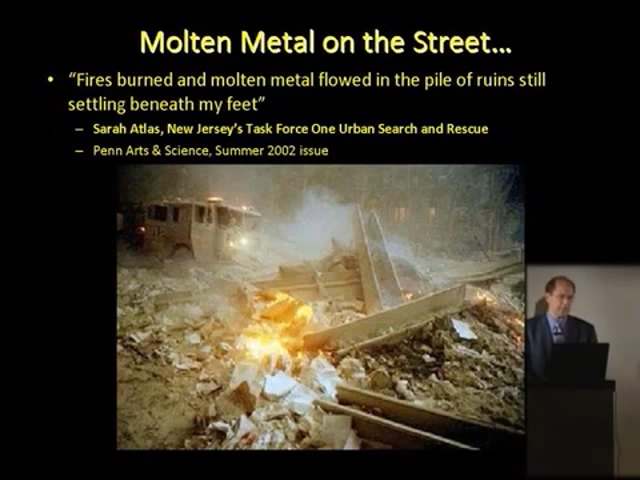 Molten Metal on the Street...
• "Fires burned and molten metal flowed in the pile of ruins still
settling beneath my feet"
– Sarah Atlas, New Jersey's Task Force One Urban Search and Rescue
– Penn Arts & Science, Summer 2002 issue